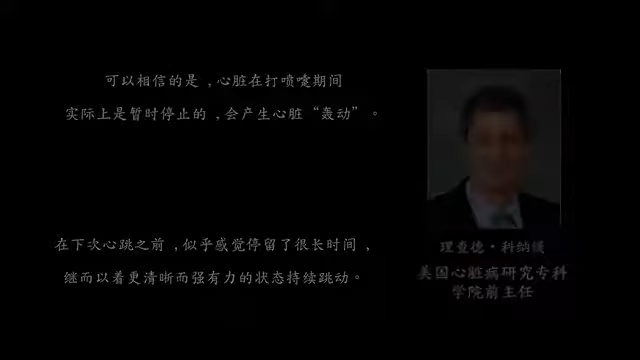 可以相信的是 ,心脏在打喷嚏期间
实际上是暂时停止的 ,会产生心脏“轰动” 。
在下次心跳之前 ,似乎感觉停留了很长时间 ,
继而以着更清晰而强有力的状态持续跳动。
理查德·科纳候
美国心脏病研究专科
学院前主任